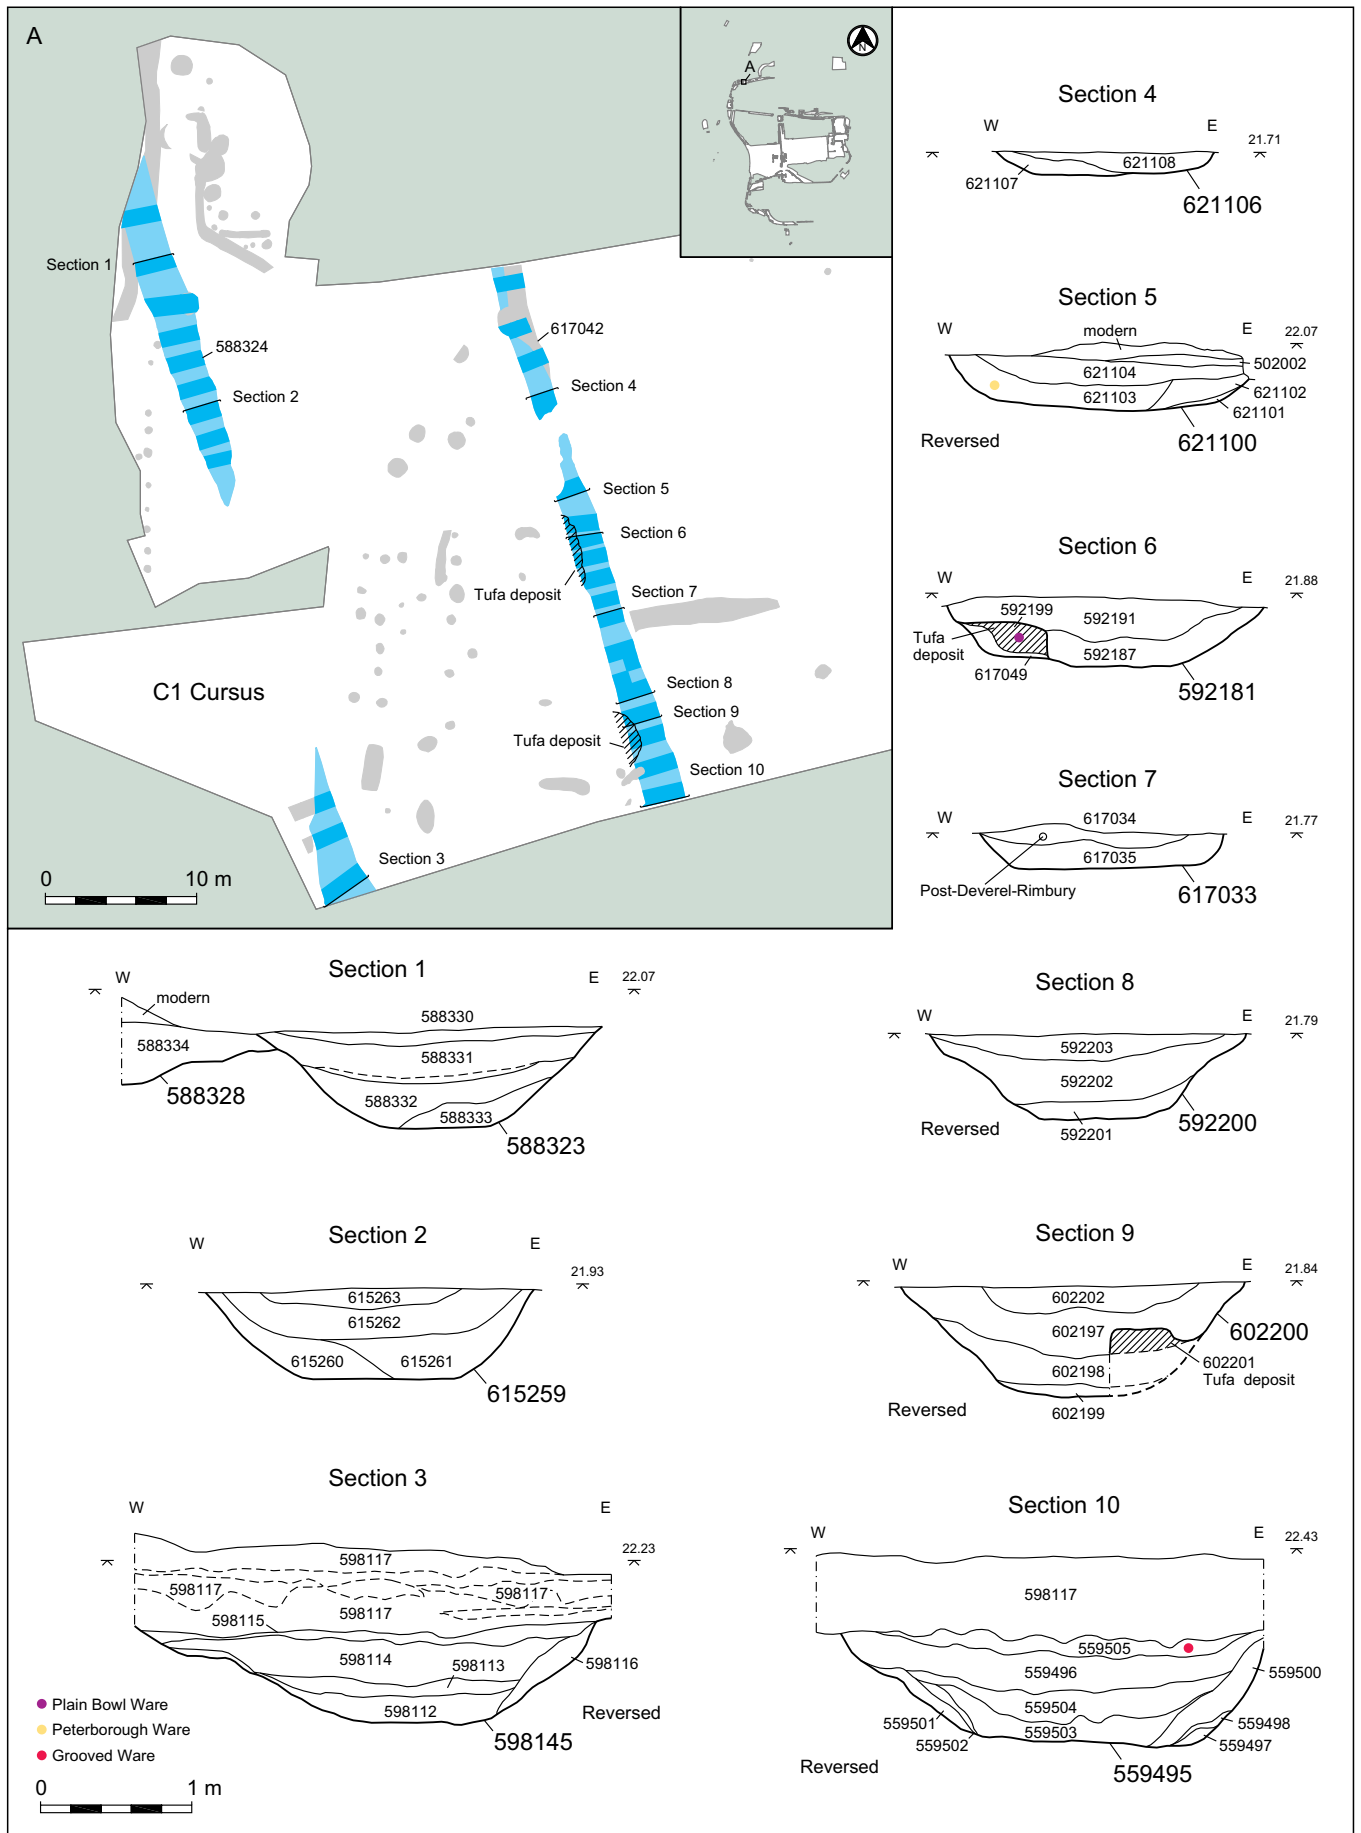 A
A
N
Section 1
588324
Section 2
617042
Section 4
Section 5
Section 6
Tufa deposit
Section 7
C1 Cursus
Section 8
Section 9
Tufa deposit
Section 10
Section 3
0 10 m
Section 4
W E 21.71
621108
621107
621106
Section 5
W E 22.07
modern
502002
621104
621102
621103
621101
Reversed
621100
Section 6
W E 21.88
592199
592191
Tufa
deposit
592187
617049
592181
Section 7
W E 21.77
617034
617035
Post-Deverel-Rimbury
617033
Section 1
W E 22.07
modern
588330
588334
588331
588328
588332
588333
588323
Section 2
W E 21.93
615263
615262
615260 615261
615259
Section 3
W E
22.23
598117
598117 598117
598117
598115
598114
598113
598116
598112
Reversed
598145
Section 8
W E 21.79
592203
592202
592201
Reversed
592200
Section 9
W E 21.84
602202
602197
602200
602201
Tufa deposit
602198
602199
Reversed
Section 10
W E 22.43
598117
559505
559496
559500
559504
559501
559503
559498
559502
559497
Reversed
559495
Plain Bowl Ware
Peterborough Ware
Grooved Ware
0 1 m